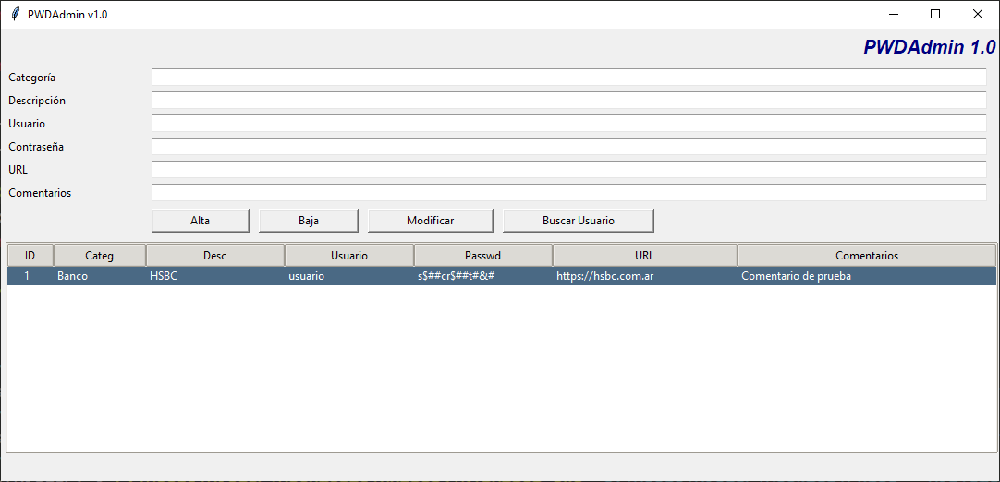 PWDAdmin v1.0
PWDAdmin 1.0
Categoría
Descripción
Usuario
Contraseña
URL
Comentarios
Alta Baja Modificar Buscar Usuario
ID Categ Desc Usuario Passwd URL Comentarios
1 Banco HSBC usuario s$##cr$##t#&# https://hsbc.com.ar Comentario de prueba